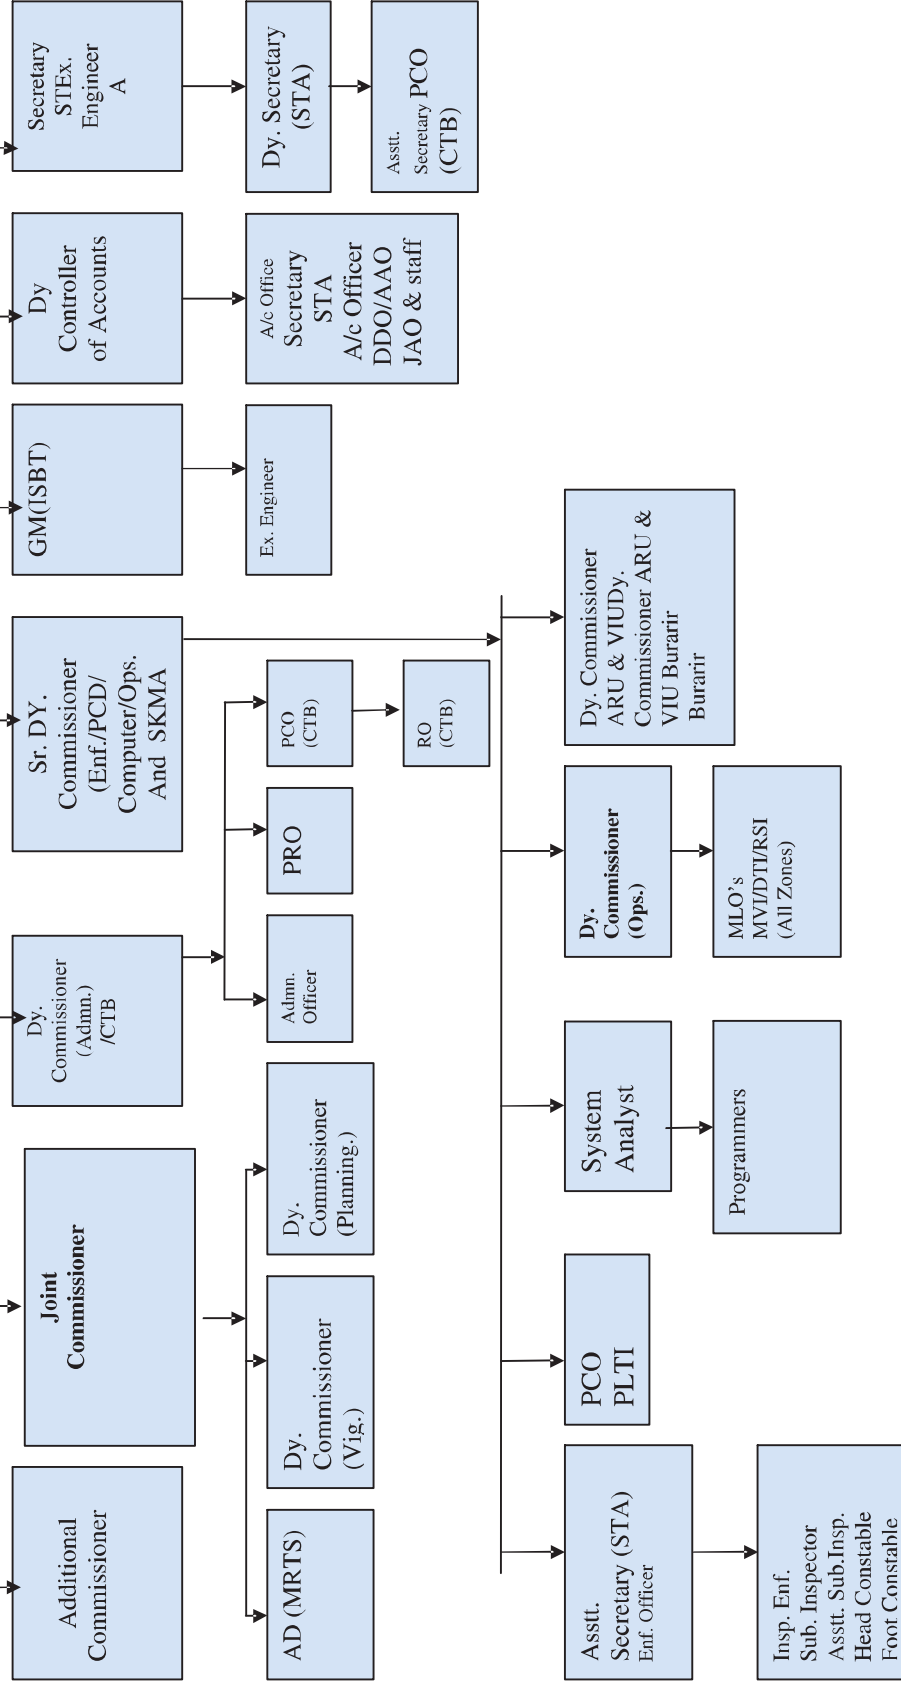 Additional
Commissioner
Joint
Commissioner
Dy.
Commissioner
(Admn.)
/CTB
Sr. DY.
Commissioner
(Enf./PCD/
Computer/Ops.
And SKMA
GM(ISBT)
Dy
Controller
of Accounts
Secretary
STEx.
Engineer
A
AD (MRTS)
Dy.
Commissioner
(Vig.)
Dy.
Commissioner
(Planning.)
Admn.
Officer
PRO
PCO
(CTB)
RO
(CTB)
Ex. Engineer
A/c Office
Secretary
STA
A/c Officer
DDO/AAO
JAO & staff
Dy. Secretary
(STA)
Asstt.
Secretary PCO
(CTB)
Asstt.
Secretary (STA)
Enf. Officer
PCO
PLTI
System
Analyst
Dy.
Commissioner
(Ops.)
Dy. Commissioner
ARU & VIUDy.
Commissioner ARU &
VIU Burarir
Burarir
Insp. Enf.
Sub. Inspector
Asstt. Sub.Insp.
Head Constable
Foot Constable
Programmers
MLO's
MVI/DTI/RSI
(All Zones)